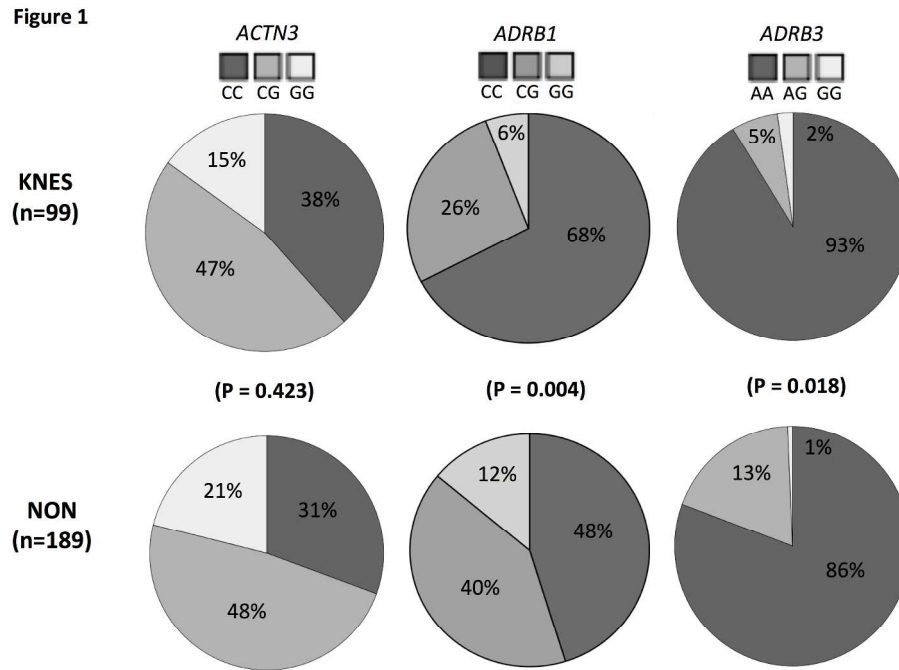 Figure 1
ACTN3 ADRB1 ADRB3
CC CG GG CC CG GG AA AG GG
KNES
(n=99)
15% 38% 47%
6% 26% 68%
5% 2% 93%
(P = 0.423) (P = 0.004) (P = 0.018)
NON
(n=189)
21% 31% 48%
12% 48% 40%
13% 1% 86%